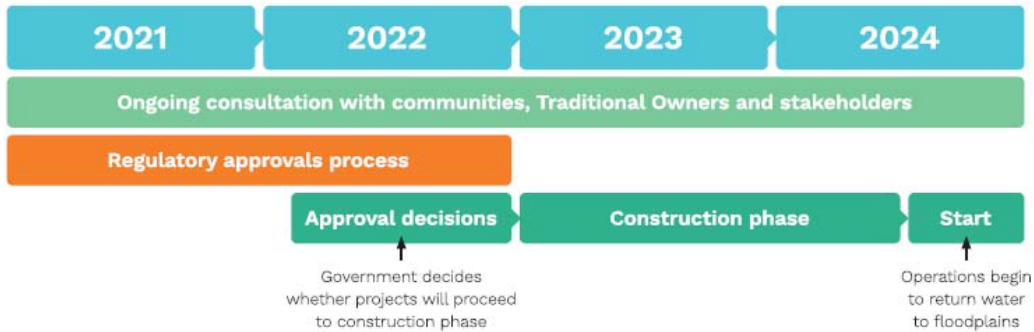 2021
2022
2023
2024
Ongoing consultation with communities, Traditional Owners and stakeholders
Regulatory approvals process
Approval decisions
Construction phase
Start
Government decides
whether projects will proceed
to construction phase
Operations begin
to return water
to floodplains